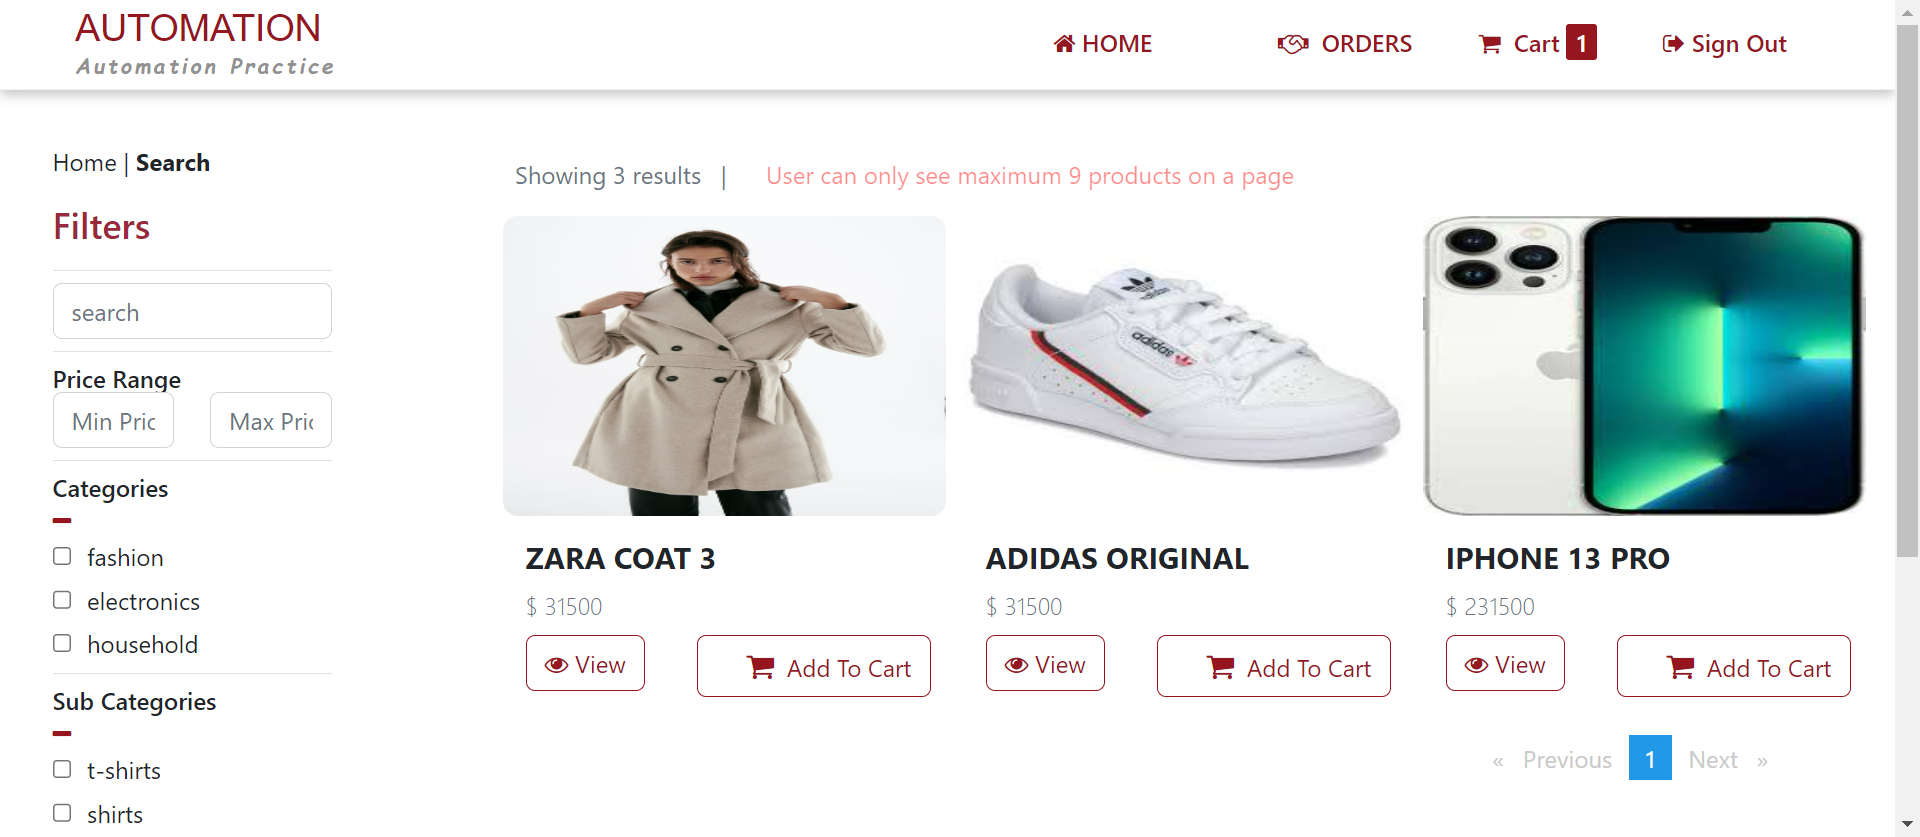 AUTOMATION
Automation Practice
HOME
ORDERS
Cart 1
Sign Out
Home | Search
Showing 3 results |
User can only see maximum 9 products on a page
Filters
search
Price Range
Min Pric
Max Pric
Categories
fashion
electronics
household
Sub Categories
t-shirts
shirts
adidas
adidas
ZARA COAT 3
$ 31500
View
Add To Cart
ADIDAS ORIGINAL
$ 31500
View
Add To Cart
IPHONE 13 PRO
$ 231500
View
Add To Cart
« Previous 1 Next »